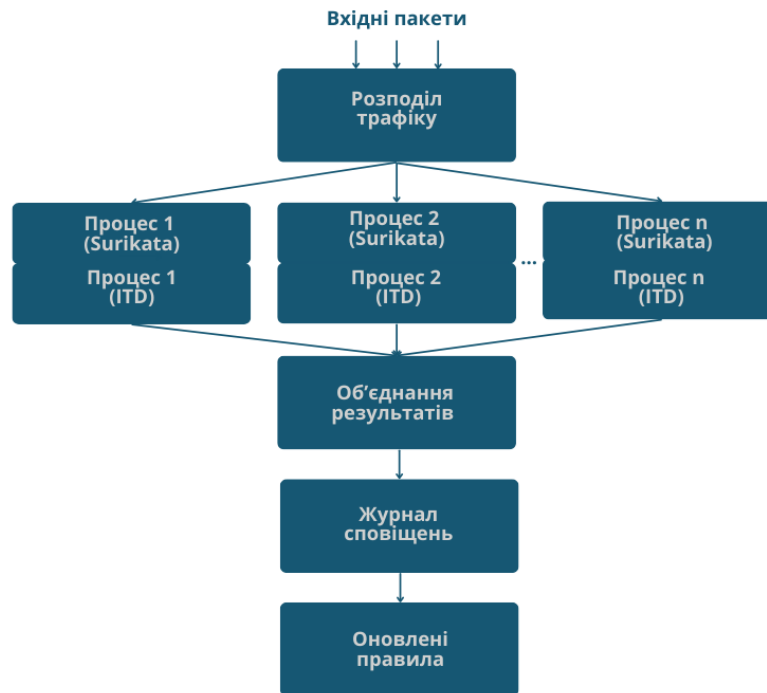 Вхідні пакети
Розподіл
трафіку
Процес 1
(Surikata)
Процес 2
(Surikata)
Процес n
(Surikata)
...
Процес 1
(ITD)
Процес 2
(ITD)
Процес n
(ITD)
Об’єднання
результатів
Журнал
сповіщень
Оновлені
правила